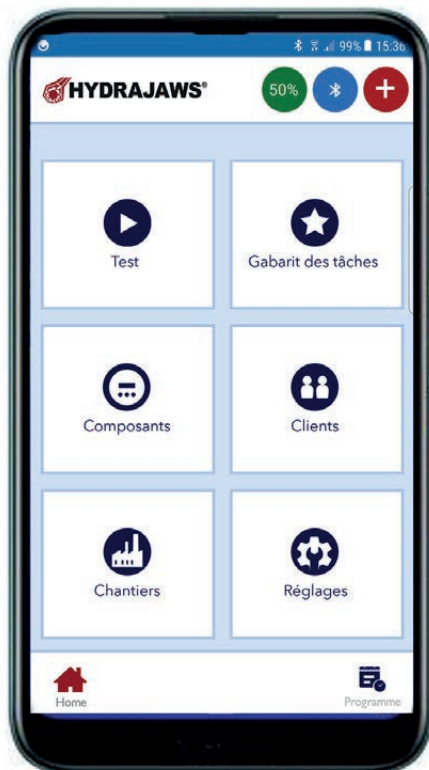 99% 15:36
HYDRAJAWS®
50%
Test
Gabarit des tâches
Composants
Clients
Chantiers
Réglages
Home
Programme